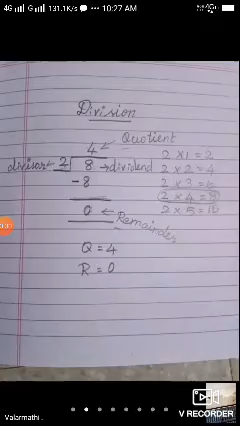 4G G 131.1K/s 10:27 AM
Division
4 Quotient
divisor 2 8 dividend
-8
0 Remainder
Q = 4
R = 0
2 × 1 = 2
2 × 2 = 4
2 × 3 = 6
2 × 4 = 8
2 × 5 = 10
Valarmathi .
V RECORDER